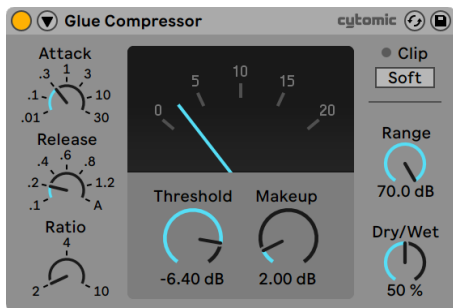 Glue Compressor
cytomic
Attack
.01 .1 .3 1 3 10 30
Release
.1 .2 .4 .6 .8 1.2 A
Ratio
2 4 10
0 5 10 15 20
Threshold
-6.40 dB
Makeup
2.00 dB
Clip
Soft
Range
70.0 dB
Dry/Wet
50 %